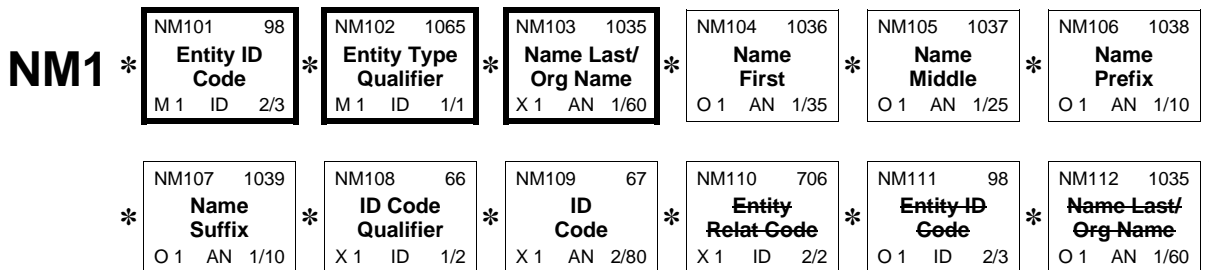 NM1 * NM101 98 * NM102 1065 * NM103 1035 * NM104 1036 * NM105 1037 * NM106 1038
Entity ID Entity Type Name Last/ Name Name Name
Code Qualifier Org Name First Middle Prefix
M 1 ID 2/3 M 1 ID 1/1 X 1 AN 1/60 O 1 AN 1/35 O 1 AN 1/25 O 1 AN 1/10
* NM107 1039 * NM108 66 * NM109 67 * NM110 706 * NM111 98 * NM112 1035
Name ID Code ID Entity Entity ID Name Last/
Suffix Qualifier Code Relat Code Code Org Name
O 1 AN 1/10 X 1 ID 1/2 X 1 AN 2/80 X 1 ID 2/2 O 1 ID 2/3 O 1 AN 1/60